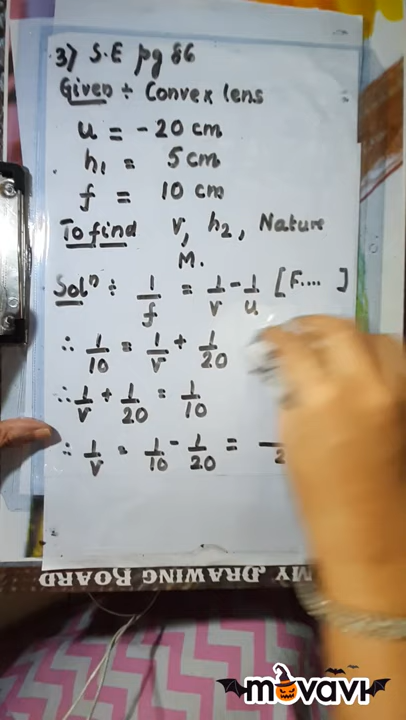 3) S.E pg 86
Given ÷ Convex lens
u = -20 cm
h₁ = 5 cm
f = 10 cm
To find v, h₂, Nature
M.
Solⁿ ÷ 1/f = 1/v - 1/u [F.... ]
∴ 1/10 = 1/v + 1/20
∴ 1/v + 1/20 = 1/10
∴ 1/v = 1/10 - 1/20 =
MY DRAWING BOARD
movavi